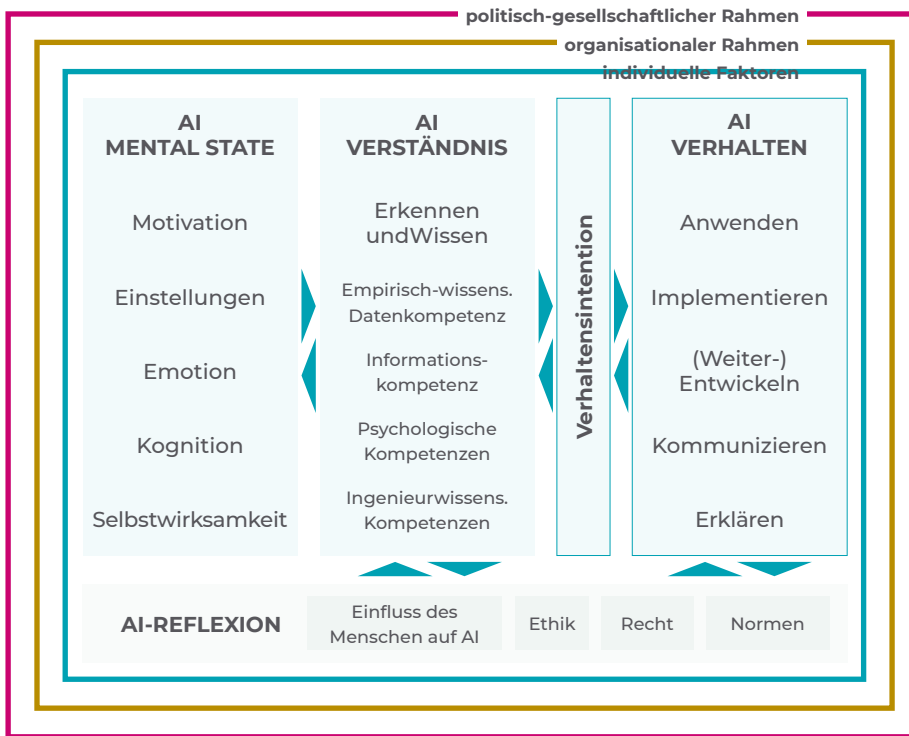 politisch-gesellschaftlicher Rahmen
organisationaler Rahmen
individuelle Faktoren
AI
MENTAL STATE
Motivation
Einstellungen
Emotion
Kognition
Selbstwirksamkeit
AI
VERSTÄNDNIS
Erkennen
undWissen
Empirisch-wissens.
Datenkompetenz
Informations-
kompetenz
Psychologische
Kompetenzen
Ingenieurwissens.
Kompetenzen
Verhaltensintention
AI
VERHALTEN
Anwenden
Implementieren
(Weiter-)
Entwickeln
Kommunizieren
Erklären
AI-REFLEXION
Einfluss des
Menschen auf AI
Ethik
Recht
Normen